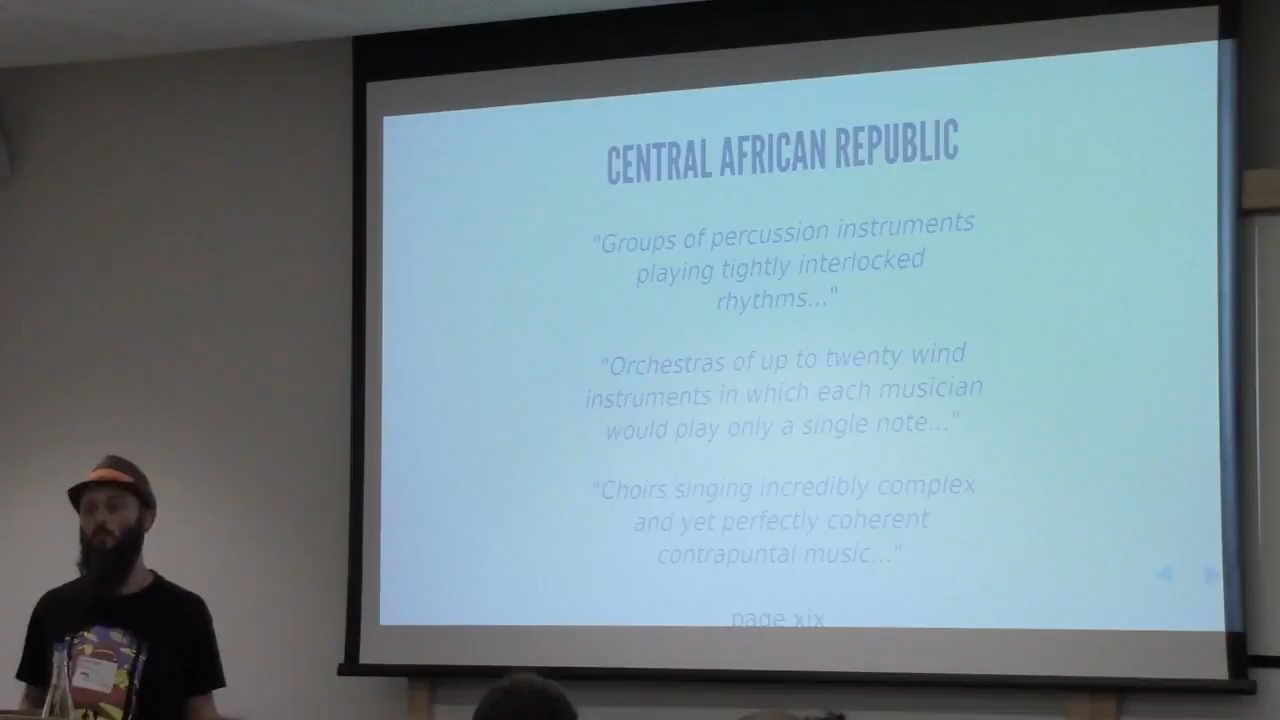 CENTRAL AFRICAN REPUBLIC
"Groups of percussion instruments
playing tightly interlocked
rhythms..."
"Orchestras of up to twenty wind
instruments in which each musician
would play only a single note..."
"Choirs singing incredibly complex
and yet perfectly coherent
contrapuntal music..."
page xix